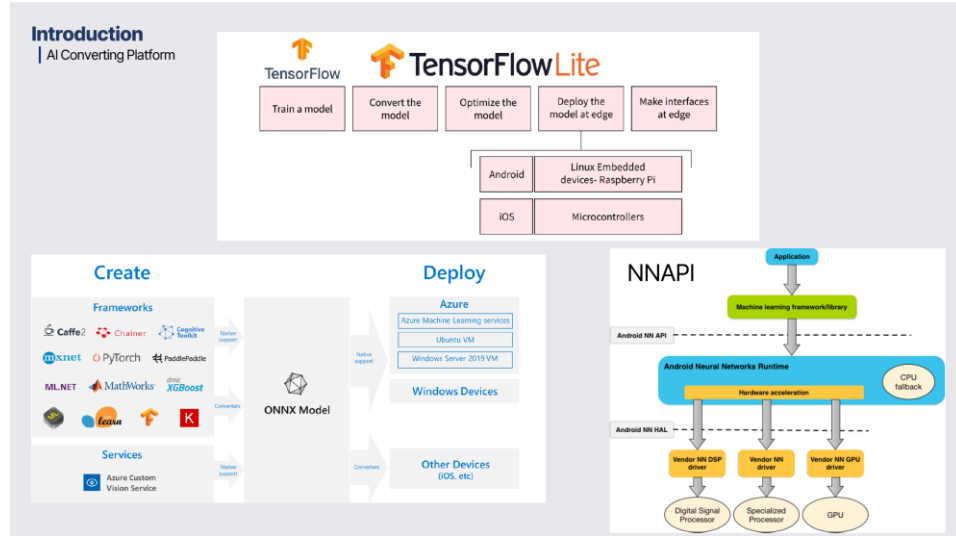 Introduction
AI Converting Platform
TensorFlow
TensorFlow Lite
Train a model
Convert the
model
Optimize the
model
Deploy the
model at edge
Make interfaces
at edge
Android
Linux Embedded
devices- Raspberry Pi
iOS
Microcontrollers
Create
Frameworks
Caffe2
Chainer
Cognitive
Toolkit
mxnet
PyTorch
PaddlePaddle
ML.NET
MathWorks
dmlc
XGBoost
learn
K
Services
Azure Custom
Vision Service
Native
support
Converters
Native
support
ONNX Model
Native
support
Converters
Deploy
Azure
Azure Machine Learning services
Ubuntu VM
Windows Server 2019 VM
Windows Devices
Other Devices
(iOS, etc)
NNAPI
Application
Machine learning framework/library
Android NN API
Android Neural Networks Runtime
CPU
fallback
Hardware acceleration
Android NN HAL
Vendor NN DSP
driver
Vendor NN
driver
Vendor NN GPU
driver
Digital Signal
Processor
Specialized
Processor
GPU